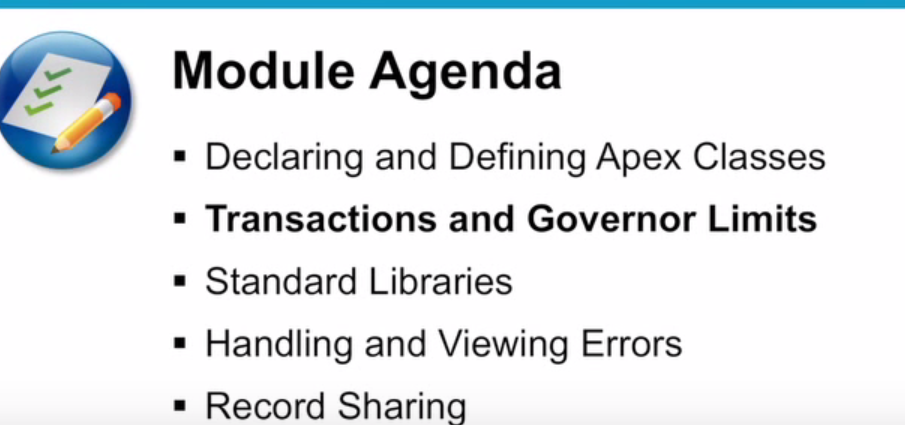 Module Agenda
▪ Declaring and Defining Apex Classes
▪ Transactions and Governor Limits
▪ Standard Libraries
▪ Handling and Viewing Errors
▪ Record Sharing